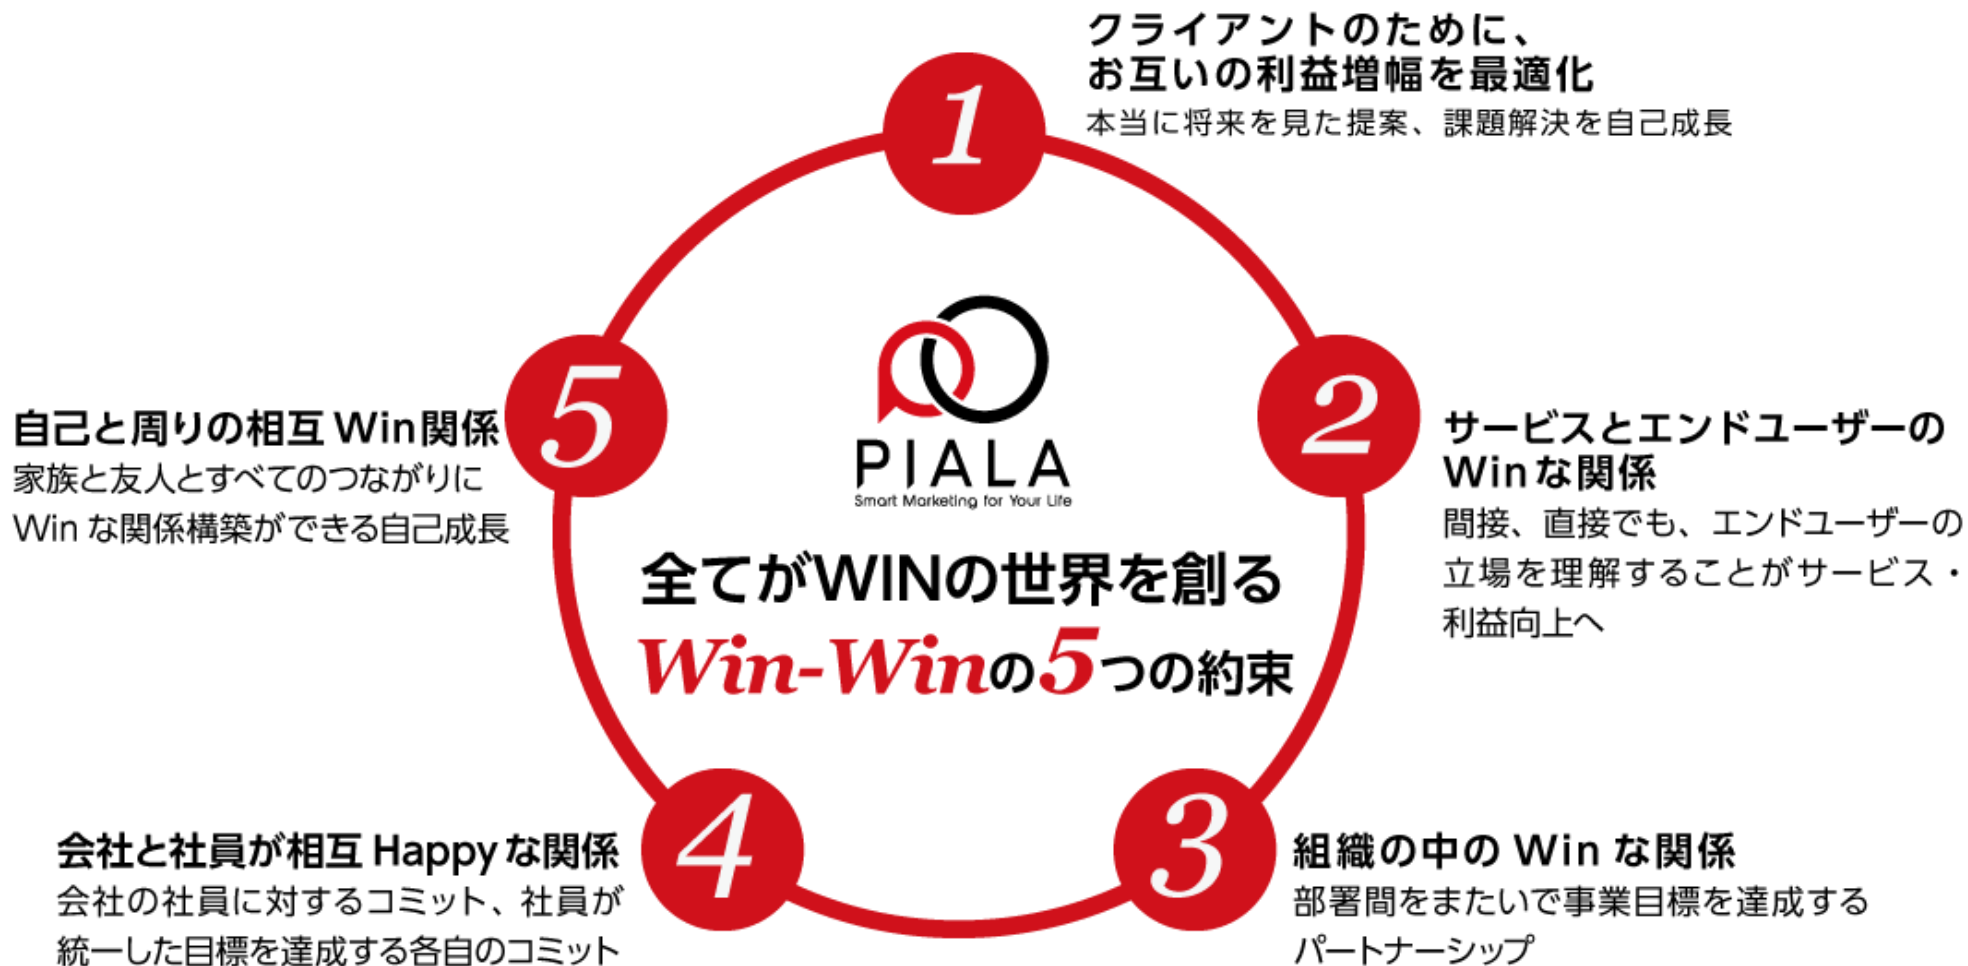 クライアントのために、
お互いの利益増幅を最適化
本当に将来を見た提案、課題解決を自己成長
1
2
サービスとエンドユーザーの
Winな関係
間接、直接でも、エンドユーザーの
立場を理解することがサービス・
利益向上へ
3
組織の中の Win な関係
部署間をまたいで事業目標を達成する
パートナーシップ
4
会社と社員が相互 Happyな関係
会社の社員に対するコミット、社員が
統一した目標を達成する各自のコミット
5
自己と周りの相互 Win関係
家族と友人とすべてのつながりに
Win な関係構築ができる自己成長
PIALA
Smart Marketing for Your Life
全てがWINの世界を創る
Win-Winの5つの約束